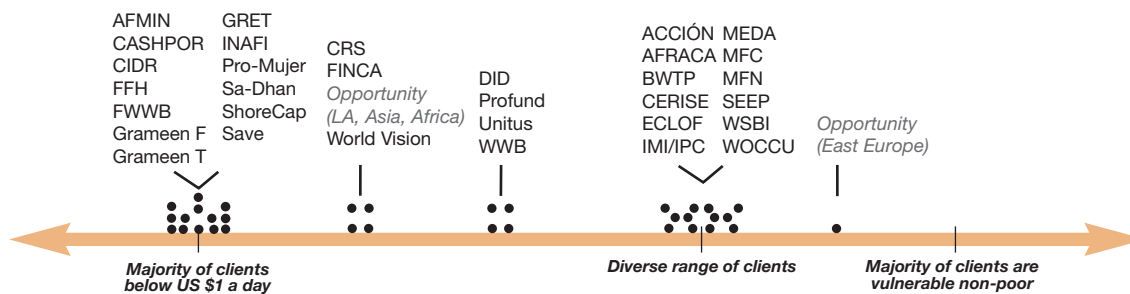 AFMIN
CASHPOR
CIDR
FFH
FWWB
Grameen F
Grameen T
GRET
INAFI
Pro-Mujer
Sa-Dhan
ShoreCap
Save
CRS
FINCA
Opportunity
(LA, Asia, Africa)
World Vision
DID
Profund
Unitus
WWB
ACCIÓN
AFRACA
BWTP
CERISE
ECLOF
IMI/IPC
MEDA
MFC
MFN
SEEP
WSBI
WOCCU
Opportunity
(East Europe)
Majority of clients
below US $1 a day
Diverse range of clients
Majority of clients are
vulnerable non-poor